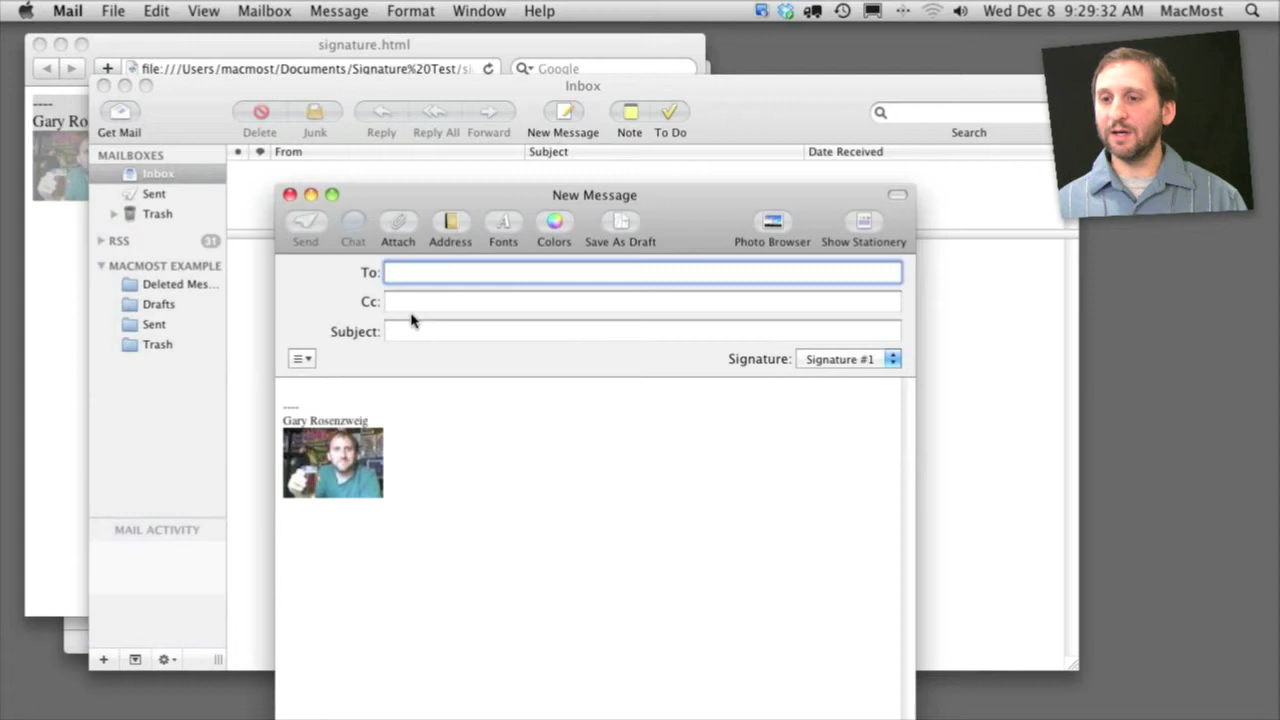 Mail File Edit View Mailbox Message Format Window Help Wed Dec 8 9:29:32 AM MacMost
signature.html
file:///Users/macmost/Documents/Signature%20Test/si Google
Inbox
Get Mail Delete Junk Reply Reply All Forward New Message Note To Do Search
MAILBOXES
From Subject Date Received
Inbox
Sent
Trash
RSS 31
MACMOST EXAMPLE
Deleted Mes...
Drafts
Sent
Trash
MAIL ACTIVITY
----
Gary Ro
New Message
Send Chat Attach Address Fonts Colors Save As Draft Photo Browser Show Stationery
To:
Cc:
Subject:
Signature: Signature #1
----
Gary Rosenzweig